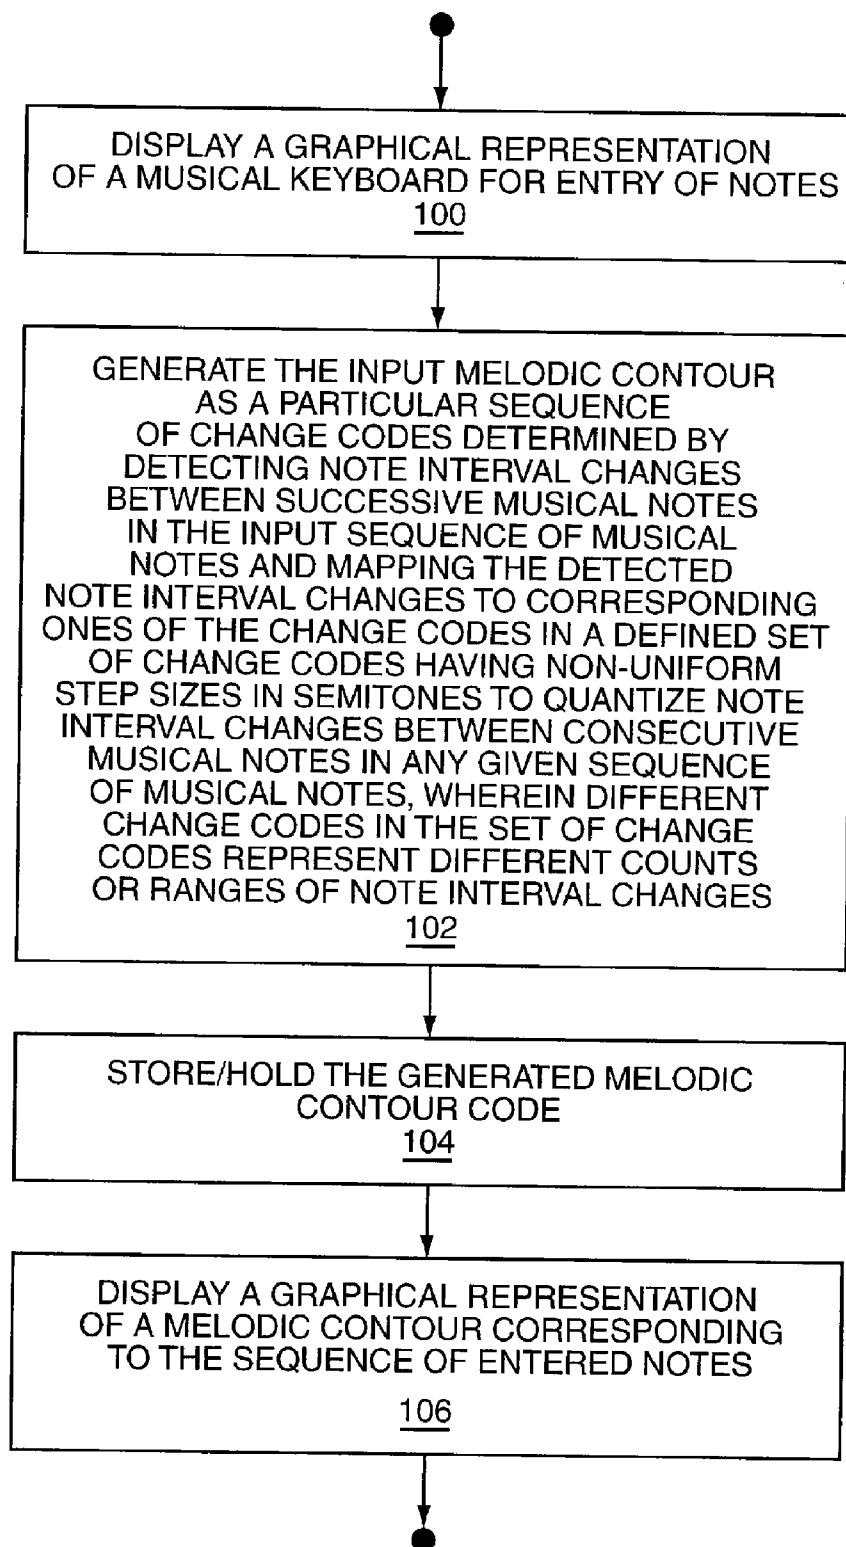 DISPLAY A GRAPHICAL REPRESENTATION
OF A MUSICAL KEYBOARD FOR ENTRY OF NOTES
100
GENERATE THE INPUT MELODIC CONTOUR
AS A PARTICULAR SEQUENCE
OF CHANGE CODES DETERMINED BY
DETECTING NOTE INTERVAL CHANGES
BETWEEN SUCCESSIVE MUSICAL NOTES
IN THE INPUT SEQUENCE OF MUSICAL
NOTES AND MAPPING THE DETECTED
NOTE INTERVAL CHANGES TO CORRESPONDING
ONES OF THE CHANGE CODES IN A DEFINED SET
OF CHANGE CODES HAVING NON-UNIFORM
STEP SIZES IN SEMITONES TO QUANTIZE NOTE
INTERVAL CHANGES BETWEEN CONSECUTIVE
MUSICAL NOTES IN ANY GIVEN SEQUENCE
OF MUSICAL NOTES, WHEREIN DIFFERENT
CHANGE CODES IN THE SET OF CHANGE
CODES REPRESENT DIFFERENT COUNTS
OR RANGES OF NOTE INTERVAL CHANGES
102
STORE/HOLD THE GENERATED MELODIC
CONTOUR CODE
104
DISPLAY A GRAPHICAL REPRESENTATION
OF A MELODIC CONTOUR CORRESPONDING
TO THE SEQUENCE OF ENTERED NOTES
106